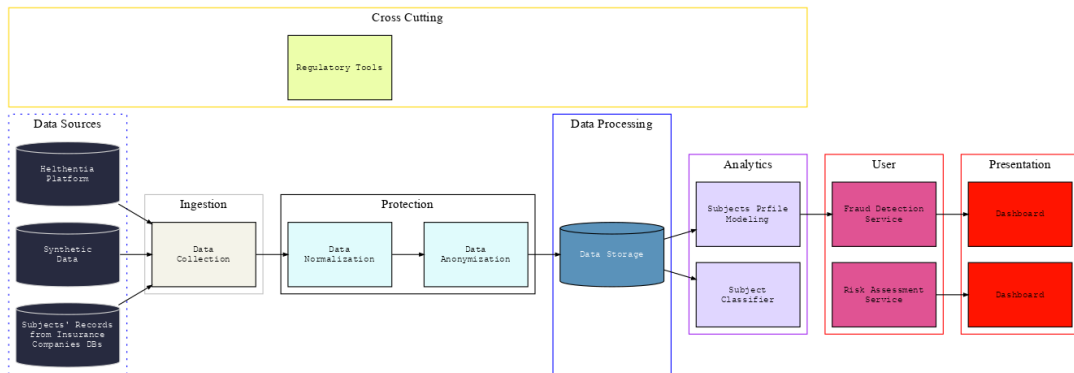 Cross Cutting
Regulatory Tools
Data Sources
Helthentia
Platform
Synthetic
Data
Subjects' Records
from Insurance
Companies DBs
Ingestion
Data
Collection
Protection
Data
Normalization
Data
Anonymization
Data Processing
Data Storage
Analytics
Subjects Prfile
Modeling
Subject
Classifier
User
Fraud Detection
Service
Risk Assessment
Service
Presentation
Dashboard
Dashboard